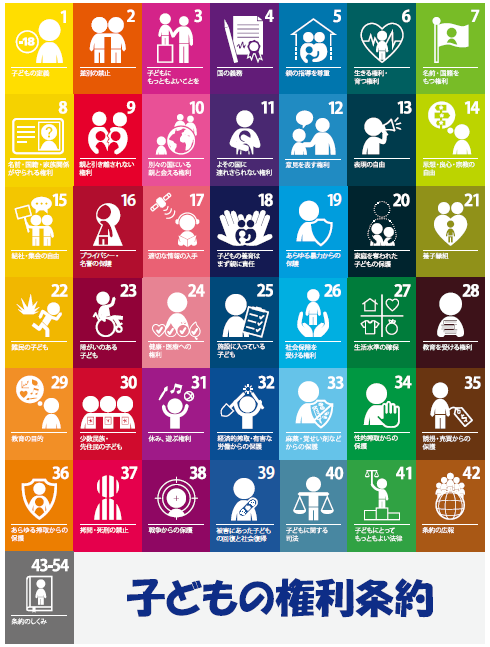 1
<18
子どもの定義
2
差別の禁止
3
子どもに
もっともよいことを
4
国の義務
5
親の指導を尊重
6
生きる権利・
育つ権利
7
名前・国籍を
もつ権利
8
?
名前・国籍・家族関係
が守られる権利
9
親と引き離されない
権利
10
別々の国にいる
親と会える権利
11
よその国に
連れさられない権利
12
意見を表す権利
13
表現の自由
14
思想・良心・宗教の
自由
15
結社・集会の自由
16
プライバシー・
名誉の保護
17
適切な情報の入手
18
子どもの養育は
まず親に責任
19
あらゆる暴力からの
保護
20
家庭を奪われた
子どもの保護
21
養子縁組
22
難民の子ども
23
障がいのある
子ども
24
健康・医療への
権利
25
施設に入っている
子ども
26
社会保障を
受ける権利
27
生活水準の確保
28
教育を受ける権利
29
教育の目的
30
少数民族・
先住民の子ども
31
休み、遊ぶ権利
32
経済的搾取・有害な
労働からの保護
33
麻薬・覚せい剤など
からの保護
34
性的搾取からの
保護
35
誘拐・売買からの
保護
36
あらゆる搾取からの
保護
37
拷問・死刑の禁止
38
戦争からの保護
39
被害にあった子ども
の回復と社会復帰
40
子どもに関する
司法
41
子どもにとって
もっともよい法律
42
条約の広報
43-54
条約のしくみ
子どもの権利条約